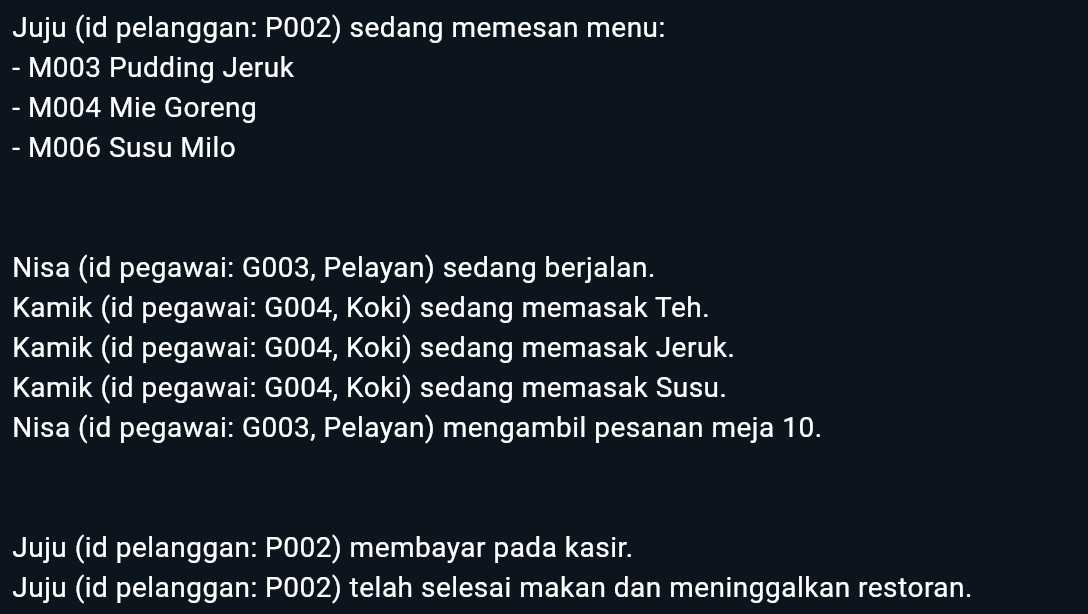 Juju (id pelanggan: P002) sedang memesan menu:
- M003 Pudding Jeruk
- M004 Mie Goreng
- M006 Susu Milo
Nisa (id pegawai: G003, Pelayan) sedang berjalan.
Kamik (id pegawai: G004, Koki) sedang memasak Teh.
Kamik (id pegawai: G004, Koki) sedang memasak Jeruk.
Kamik (id pegawai: G004, Koki) sedang memasak Susu.
Nisa (id pegawai: G003, Pelayan) mengambil pesanan meja 10.
Juju (id pelanggan: P002) membayar pada kasir.
Juju (id pelanggan: P002) telah selesai makan dan meninggalkan restoran.